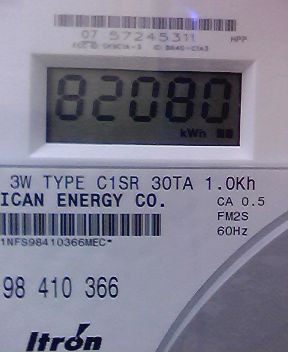 07 57245311 HPP
82080
kWh
3W TYPE C1SR 30TA 1.0Kh
ICAN ENERGY CO. CA 0.5
FM2S
60Hz
1NFS98410366MEC*
98 410 366
Itron